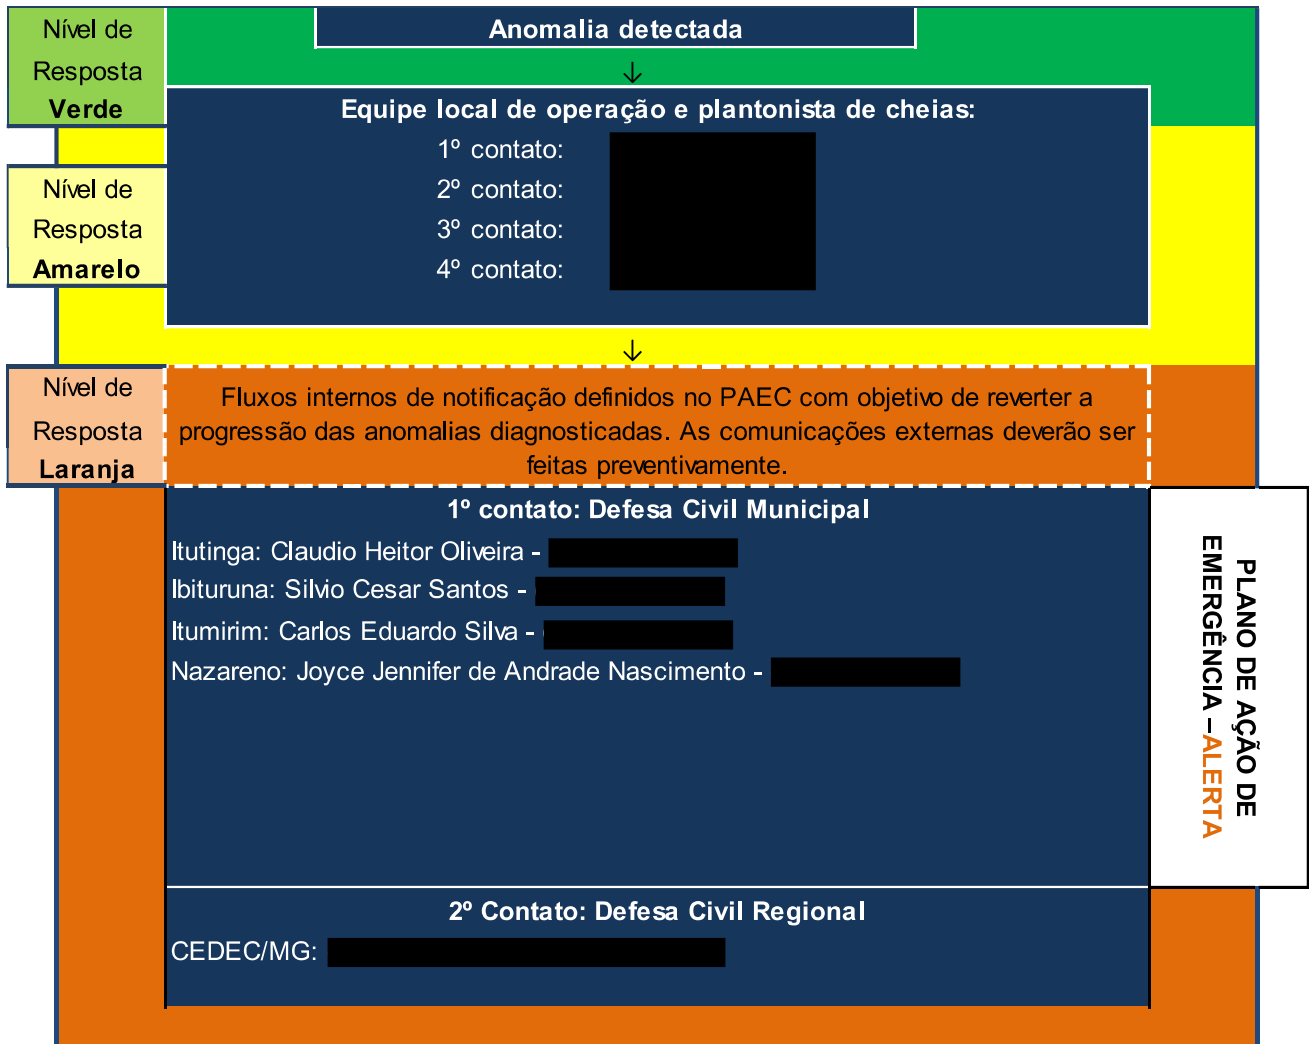 Nível de
Resposta
Verde
Anomalia detectada
↓
Equipe local de operação e plantonista de cheias:
1º contato:
2º contato:
3º contato:
4º contato:
Nível de
Resposta
Amarelo
↓
Nível de
Resposta
Laranja
Fluxos internos de notificação definidos no PAEC com objetivo de reverter a
progressão das anomalias diagnosticadas. As comunicações externas deverão ser
feitas preventivamente.
1º contato: Defesa Civil Municipal
Itutinga: Claudio Heitor Oliveira -
Ibituruna: Silvio Cesar Santos -
Itumirim: Carlos Eduardo Silva -
Nazareno: Joyce Jennifer de Andrade Nascimento -
PLANO DE AÇÃO DE
EMERGÊNCIA –ALERTA
2º Contato: Defesa Civil Regional
CEDEC/MG: